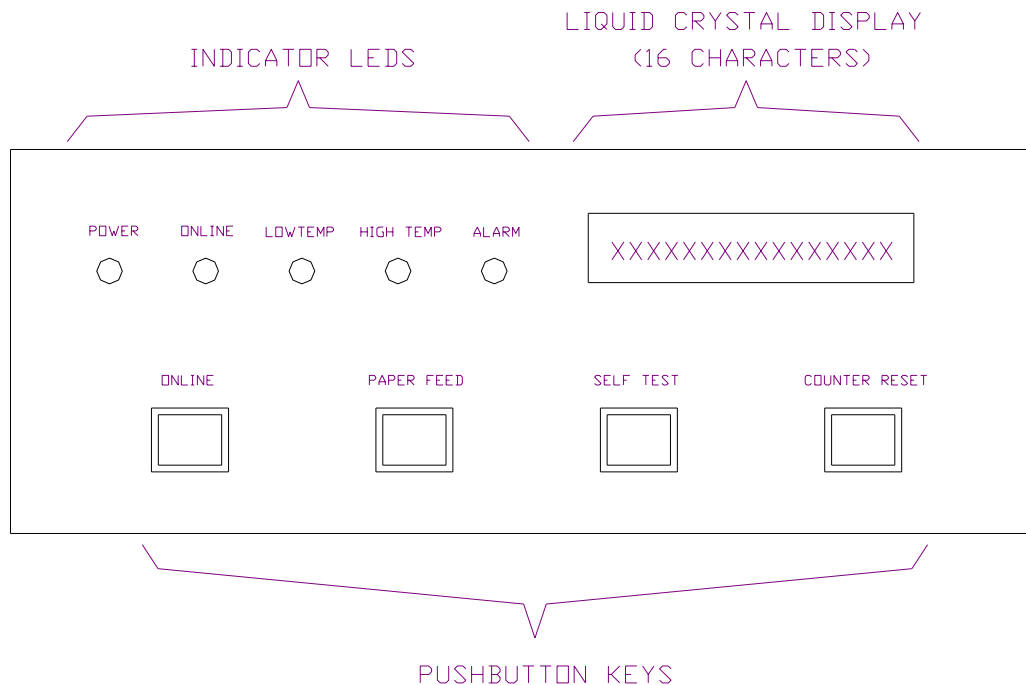 LIQUID CRYSTAL DISPLAY
(16 CHARACTERS)
INDICATOR LEDS
POWER ONLINE LOWTEMP HIGH TEMP ALARM
XXXXXXXXXXXXXXXX
ONLINE PAPER FEED SELF TEST COUNTER RESET
PUSHBUTTON KEYS